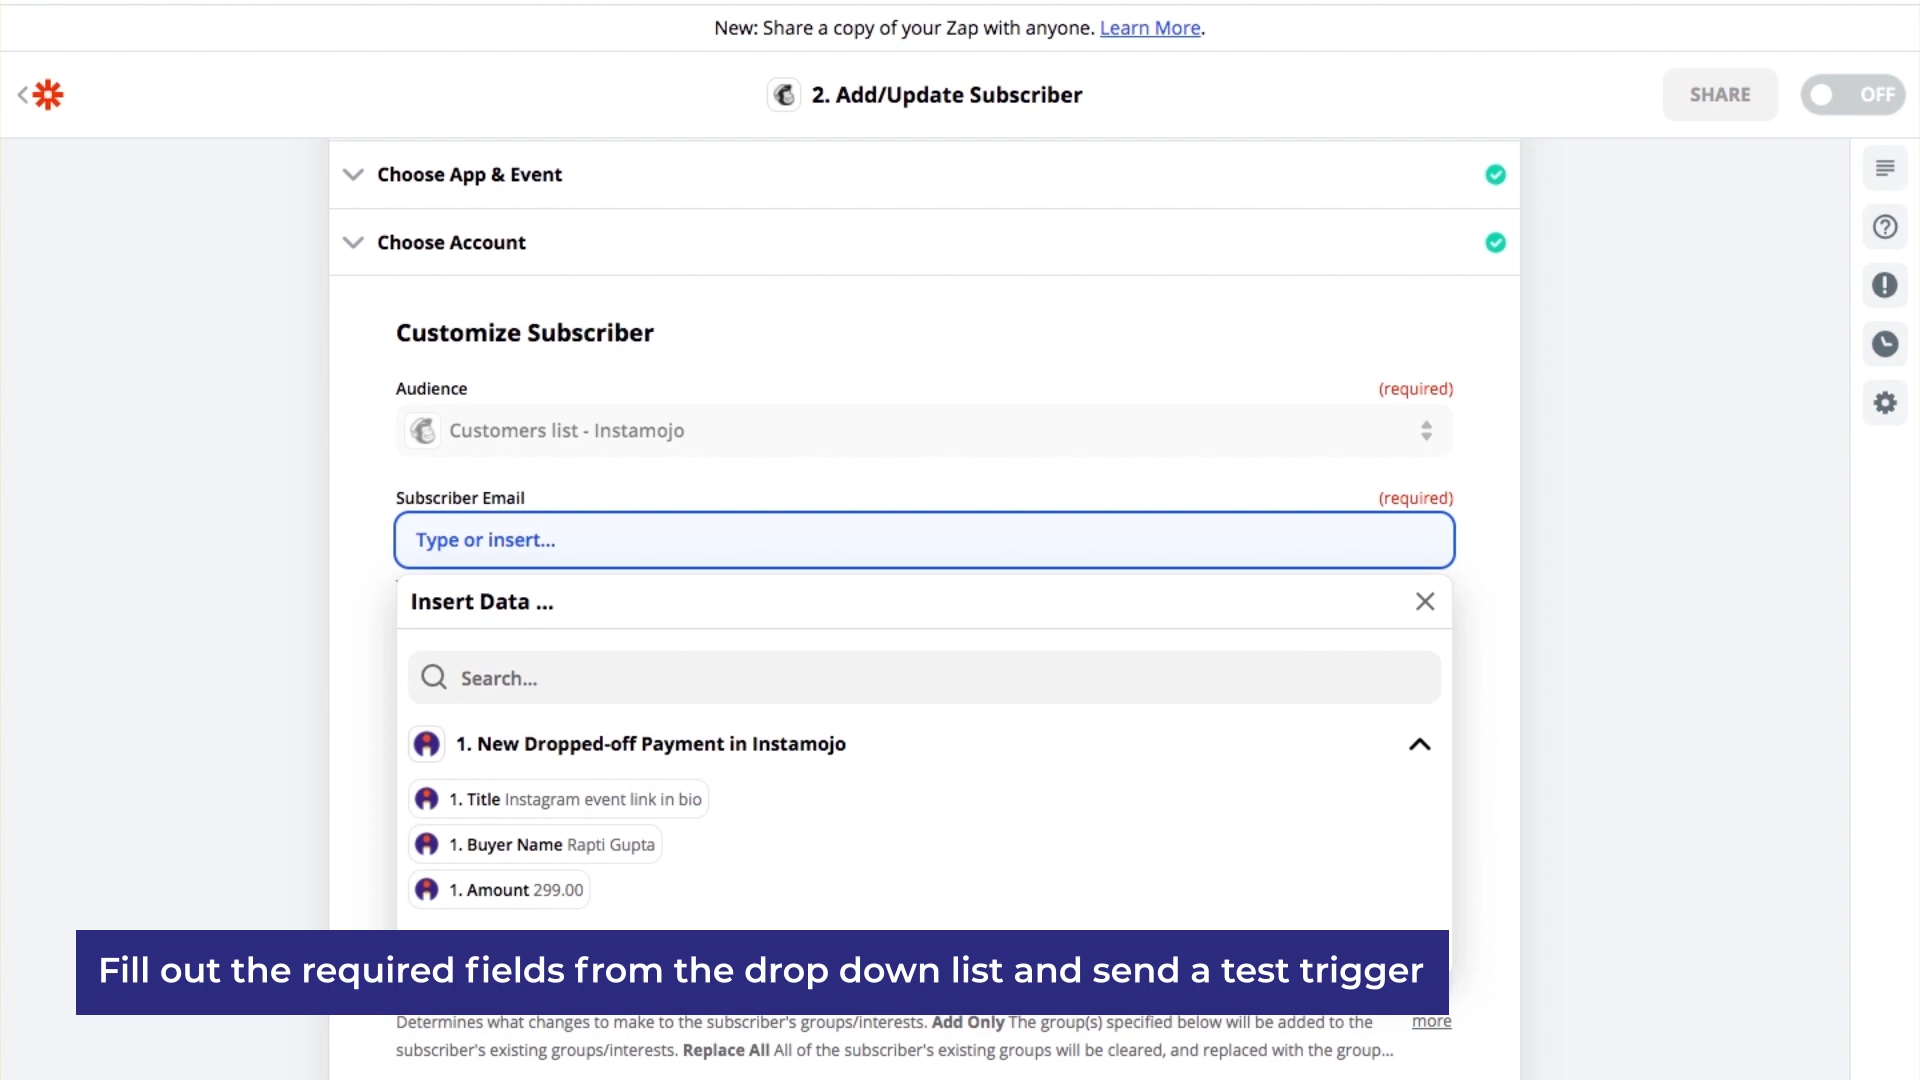 New: Share a copy of your Zap with anyone. Learn More.
2. Add/Update Subscriber
SHARE
OFF
Choose App & Event
Choose Account
Customize Subscriber
Audience (required)
Customers list - Instamojo
Subscriber Email (required)
Type or insert...
Insert Data ...
Search...
1. New Dropped-off Payment in Instamojo
1. Title Instagram event link in bio
1. Buyer Name Rapti Gupta
1. Amount 299.00
Fill out the required fields from the drop down list and send a test trigger
Determines what changes to make to the subscriber's groups/interests. Add Only The group(s) specified below will be added to the more
subscriber's existing groups/interests. Replace All All of the subscriber's existing groups will be cleared, and replaced with the group...